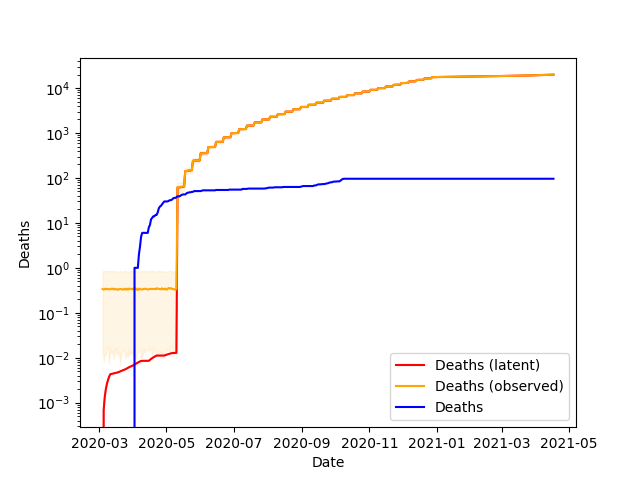 10^4
10^3
10^2
10^1
10^0
10^-1
10^-2
10^-3
Deaths
Deaths (latent)
Deaths (observed)
Deaths
2020-03 2020-05 2020-07 2020-09 2020-11 2021-01 2021-03 2021-05
Date